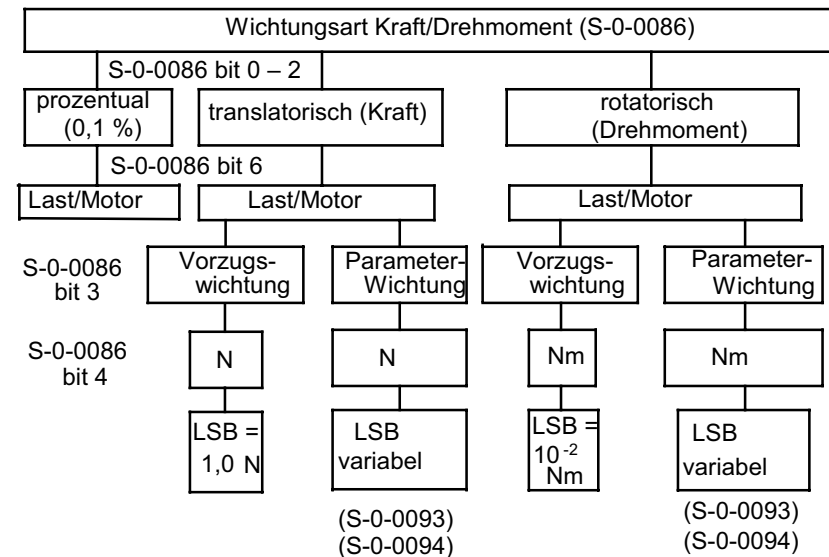 Wichtungsart Kraft/Drehmoment (S-0-0086)
S-0-0086 bit 0 – 2
prozentual
(0,1 %)
translatorisch (Kraft)
rotatorisch
(Drehmoment)
S-0-0086 bit 6
Last/Motor
Last/Motor
Last/Motor
S-0-0086
bit 3
Vorzugs-
wichtung
Parameter-
Wichtung
Vorzugs-
wichtung
Parameter-
Wichtung
S-0-0086
bit 4
N
N
Nm
Nm
LSB =
1,0 N
LSB
variabel
LSB =
10⁻²
Nm
LSB
variabel
(S-0-0093)
(S-0-0094)
(S-0-0093)
(S-0-0094)